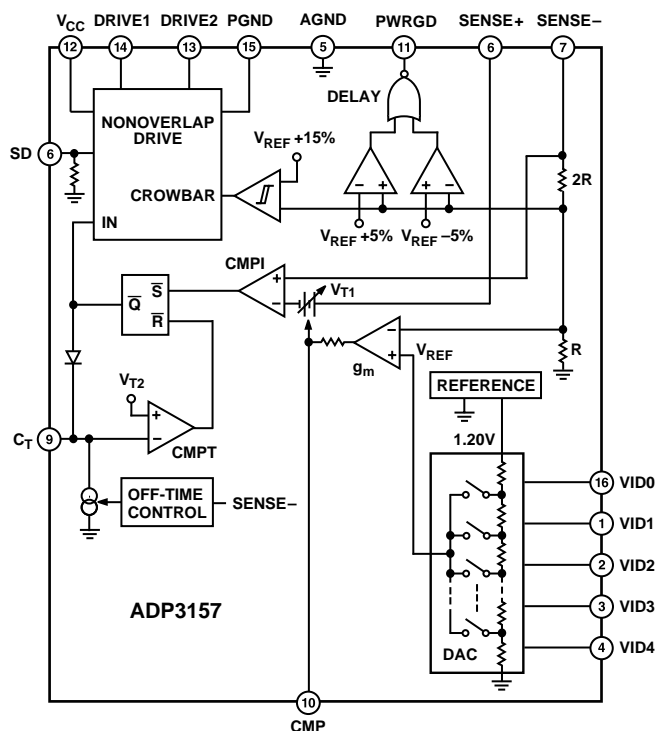 VCC DRIVE1 DRIVE2 PGND AGND PWRGD SENSE+ SENSE–
12 14 13 15 5 11 6 7
DELAY
NONOVERLAP
DRIVE
VREF +15%
SD 6
CROWBAR
2R
– + + –
IN
VREF +5% VREF –5%
CMPI
+
–
VT1
Q S
R
–
+
VREF
R
gm
VT2
REFERENCE
+
–
CT 9
CMPT
1.20V
OFF-TIME
CONTROL
SENSE–
16 VID0
1 VID1
2 VID2
3 VID3
4 VID4
ADP3157
DAC
10
CMP